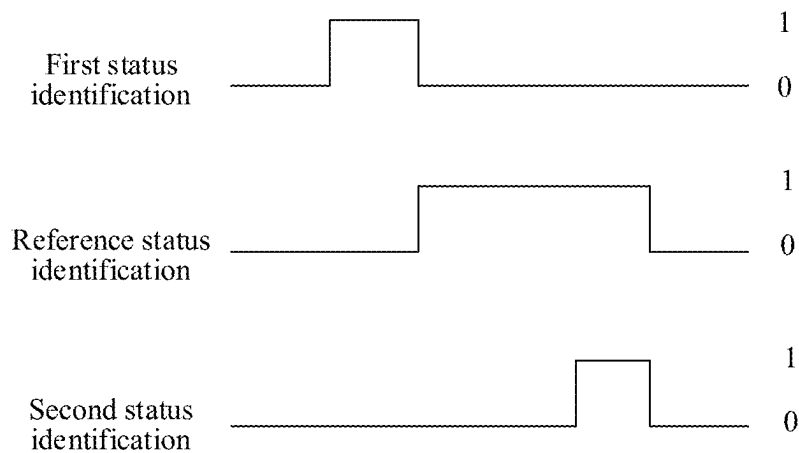 First status
identification
1
0
Reference status
identification
1
0
Second status
identification
1
0